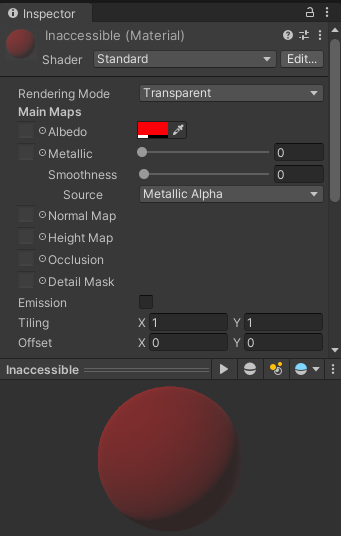 Inspector
Inaccessible (Material)
Shader Standard Edit...
Rendering Mode Transparent
Main Maps
Albedo
Metallic 0
Smoothness 0
Source Metallic Alpha
Normal Map
Height Map
Occlusion
Detail Mask
Emission
Tiling X 1 Y 1
Offset X 0 Y 0
Inaccessible